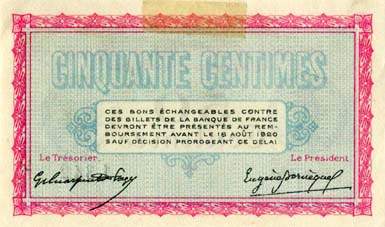 CINQUANTE CENTIMES
CES BONS ÉCHANGEABLES CONTRE
DES BILLETS DE LA BANQUE DE FRANCE
DEVRONT ÊTRE PRÉSENTÉS AU REM-
BOURSEMENT AVANT LE 18 AOÛT 1920
SAUF DÉCISION PROROGEANT CE DÉLAI
Le Trésorier, Le Président